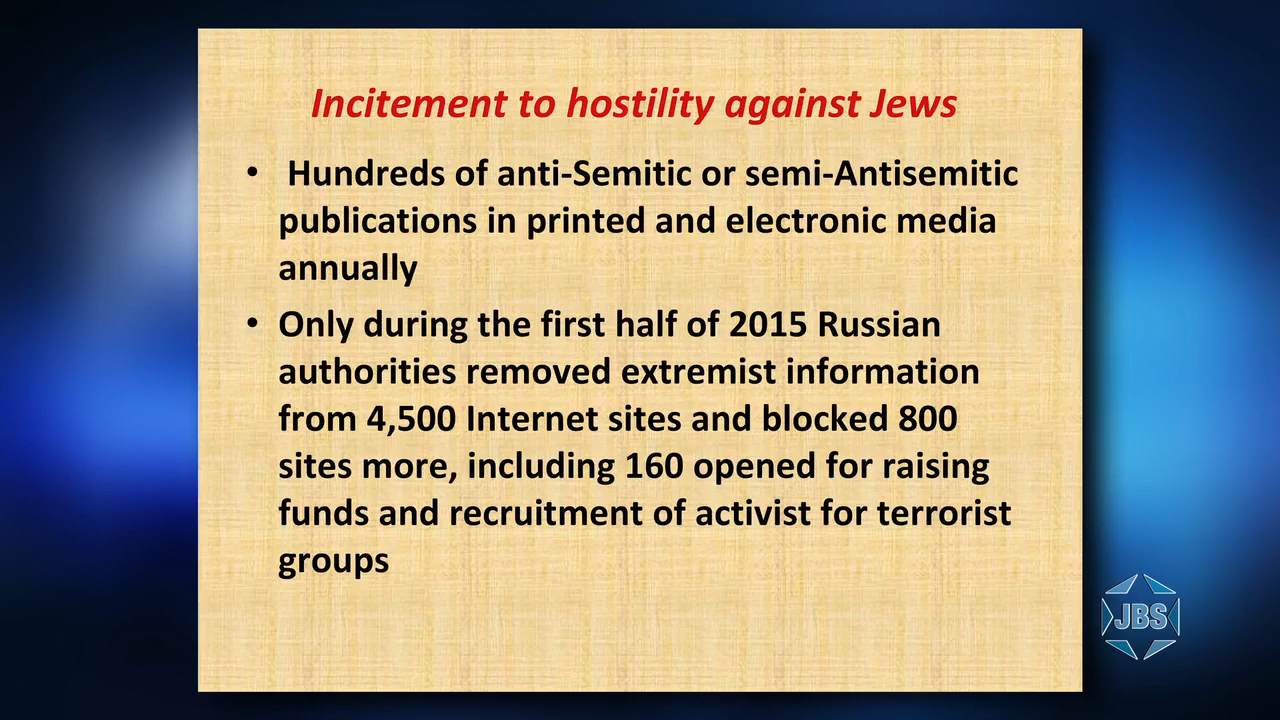 Incitement to hostility against Jews
• Hundreds of anti-Semitic or semi-Antisemitic
publications in printed and electronic media
annually
• Only during the first half of 2015 Russian
authorities removed extremist information
from 4,500 Internet sites and blocked 800
sites more, including 160 opened for raising
funds and recruitment of activist for terrorist
groups
JBS